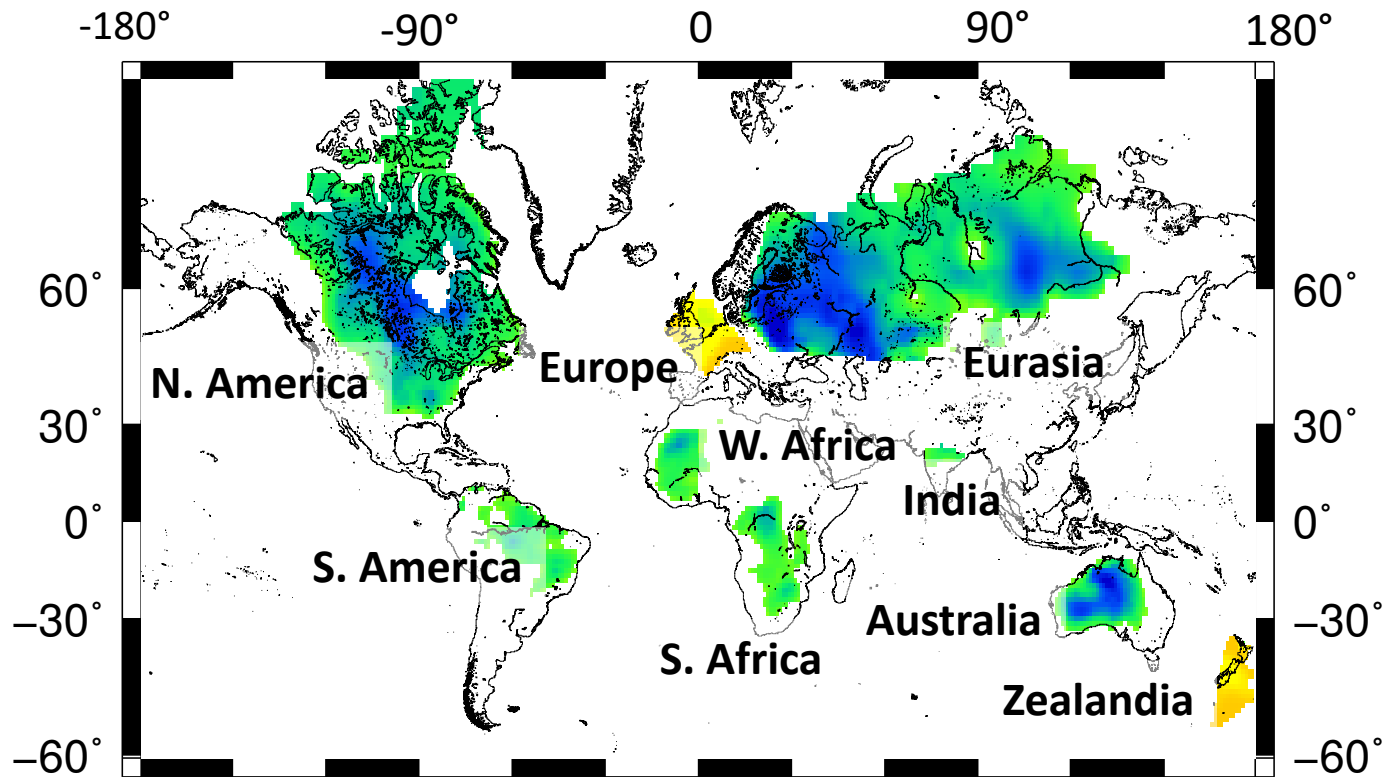 -180° -90° 0 90° 180°
60° 60°
Europe Eurasia
N. America
30° 30°
W. Africa
India
0° 0°
S. America
Australia
−30° −30°
S. Africa
Zealandia
−60° −60°